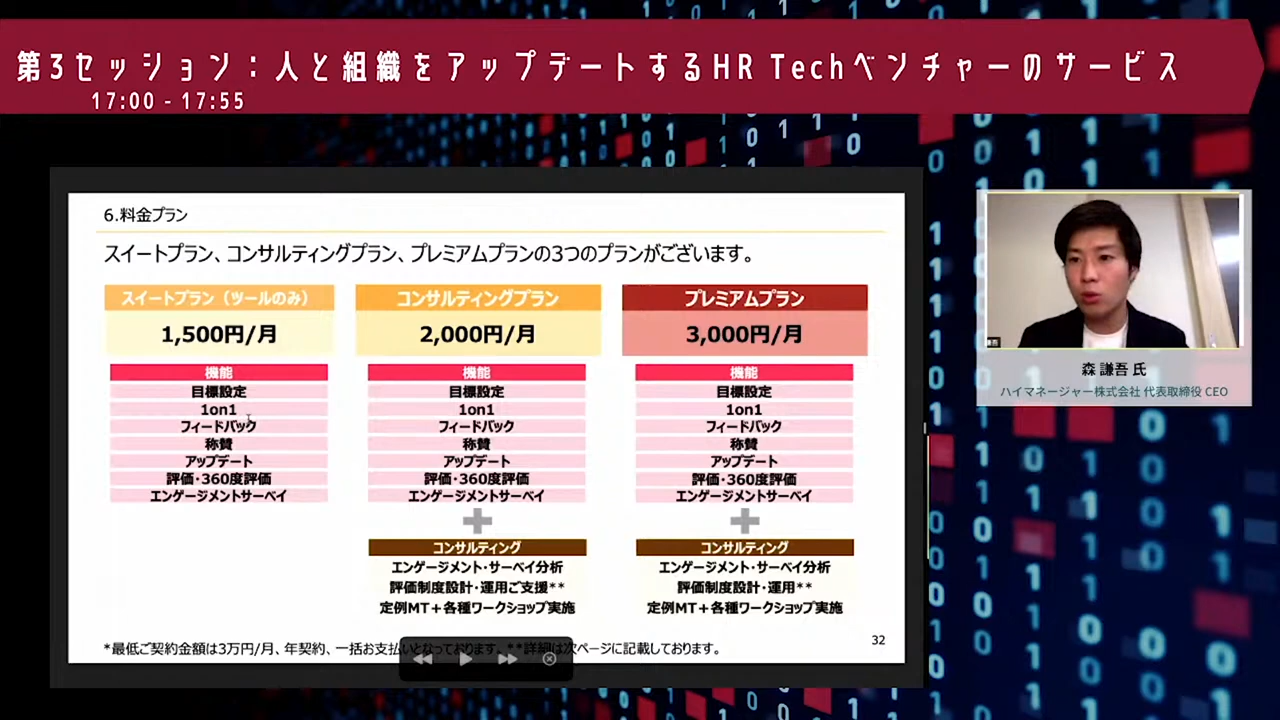 第3セッション：人と組織をアップデートするHR Techベンチャーのサービス
17:00 - 17:55
6.料金プラン
スイートプラン、コンサルティングプラン、プレミアムプランの3つのプランがございます。
スイートプラン（ツールのみ）
1,500円/月
機能
目標設定
1on1
フィードバック
称賛
アップデート
評価・360度評価
エンゲージメントサーベイ
コンサルティングプラン
2,000円/月
機能
目標設定
1on1
フィードバック
称賛
アップデート
評価・360度評価
エンゲージメントサーベイ
コンサルティング
エンゲージメント・サーベイ分析
評価制度設計・運用ご支援**
定例MT＋各種ワークショップ実施
プレミアムプラン
3,000円/月
機能
目標設定
1on1
フィードバック
称賛
アップデート
評価・360度評価
エンゲージメントサーベイ
コンサルティング
エンゲージメント・サーベイ分析
評価制度設計・運用**
定例MT＋各種ワークショップ実施
*最低ご契約金額は3万円/月、年契約、一括お支払いとなっております。**詳細は次ページに記載しております。
32
森 謙吾 氏
ハイマネージャー株式会社 代表取締役 CEO